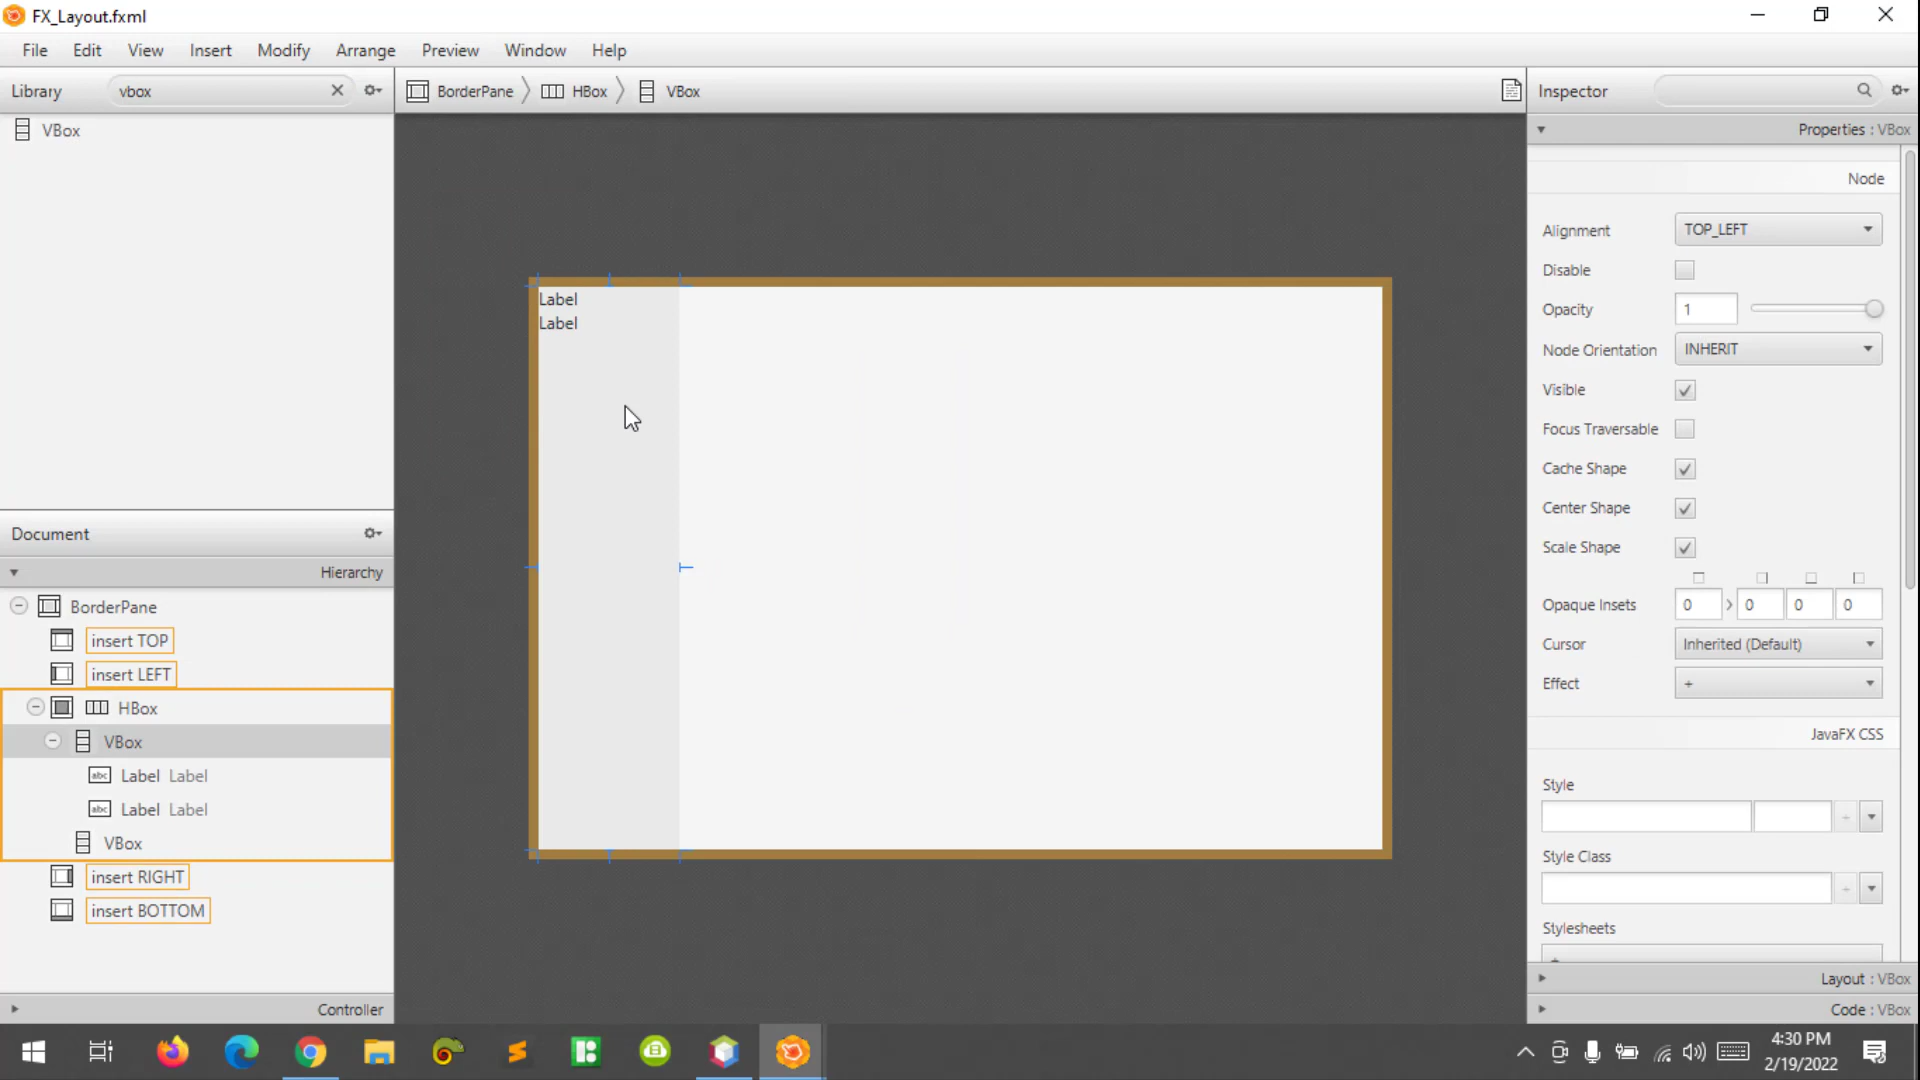 FX_Layout.fxml
File Edit View Insert Modify Arrange Preview Window Help
Library vbox
BorderPane HBox VBox
Inspector
VBox
Properties : VBox
Node
Alignment TOP_LEFT
Disable
Opacity 1
Node Orientation INHERIT
Visible
Focus Traversable
Cache Shape
Center Shape
Scale Shape
Opaque Insets 0 0 0 0
Cursor Inherited (Default)
Effect +
JavaFX CSS
Style
Style Class
Stylesheets
Layout : VBox
Code : VBox
Label
Label
Document
Hierarchy
BorderPane
insert TOP
insert LEFT
HBox
VBox
abc Label Label
abc Label Label
VBox
insert RIGHT
insert BOTTOM
Controller
4:30 PM
2/19/2022